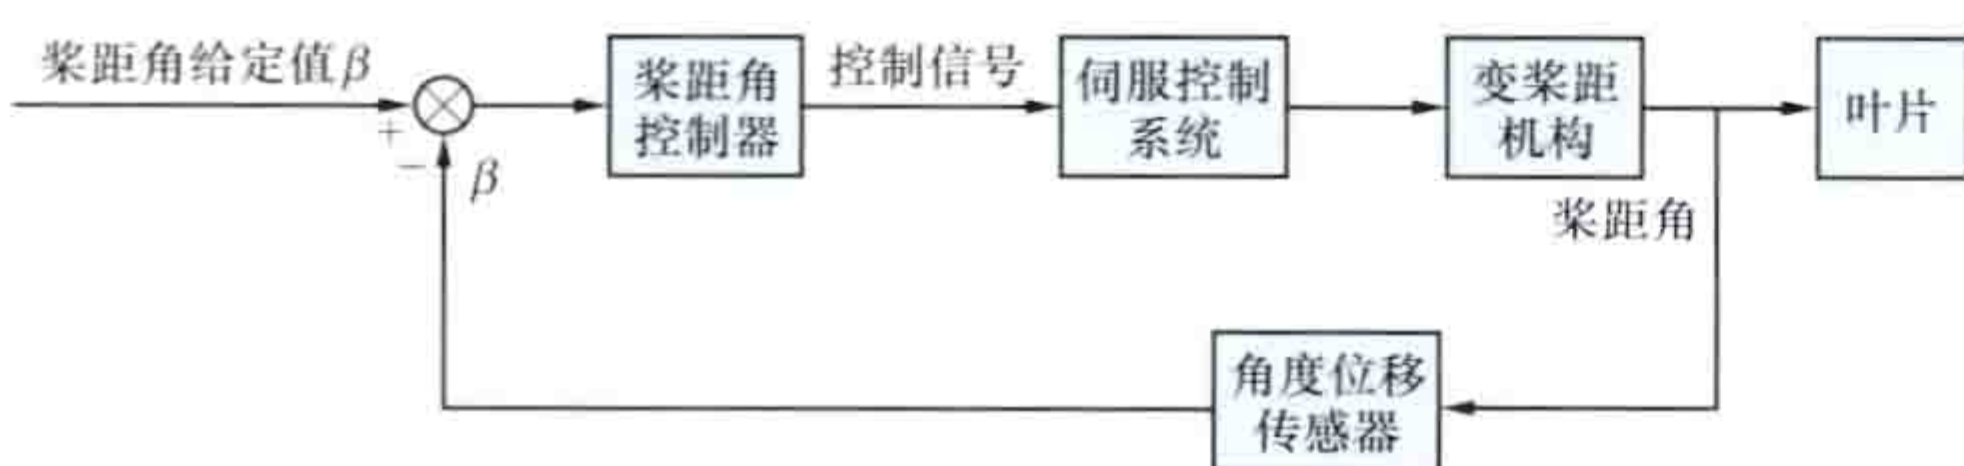 桨距角给定值β
+
−
β
桨距角
控制器
控制信号
伺服控制
系统
变桨距
机构
叶片
桨距角
角度位移
传感器